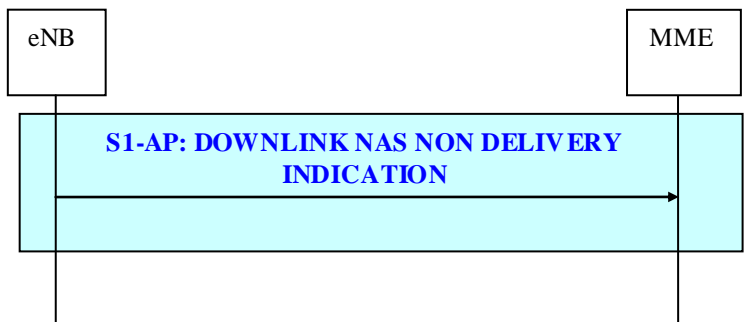 eNB
MME
S1-AP: DOWNLINK NAS NON DELIVERY
INDICATION